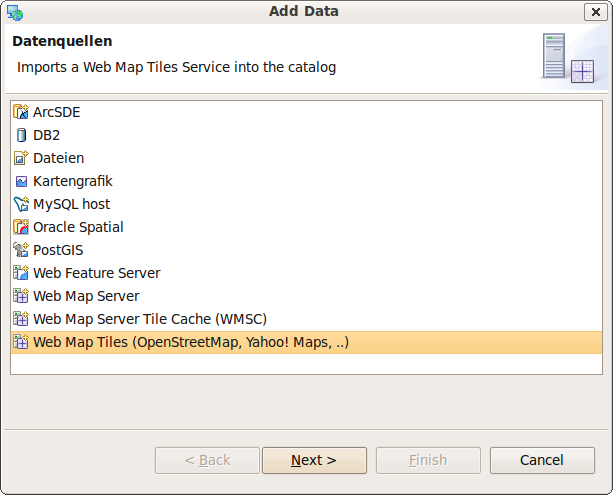 Add Data
Datenquellen
Imports a Web Map Tiles Service into the catalog
ArcSDE
DB2
Dateien
Kartengrafik
MySQL host
Oracle Spatial
PostGIS
Web Feature Server
Web Map Server
Web Map Server Tile Cache (WMSC)
Web Map Tiles (OpenStreetMap, Yahoo! Maps, ..)
< Back Next > Finish Cancel